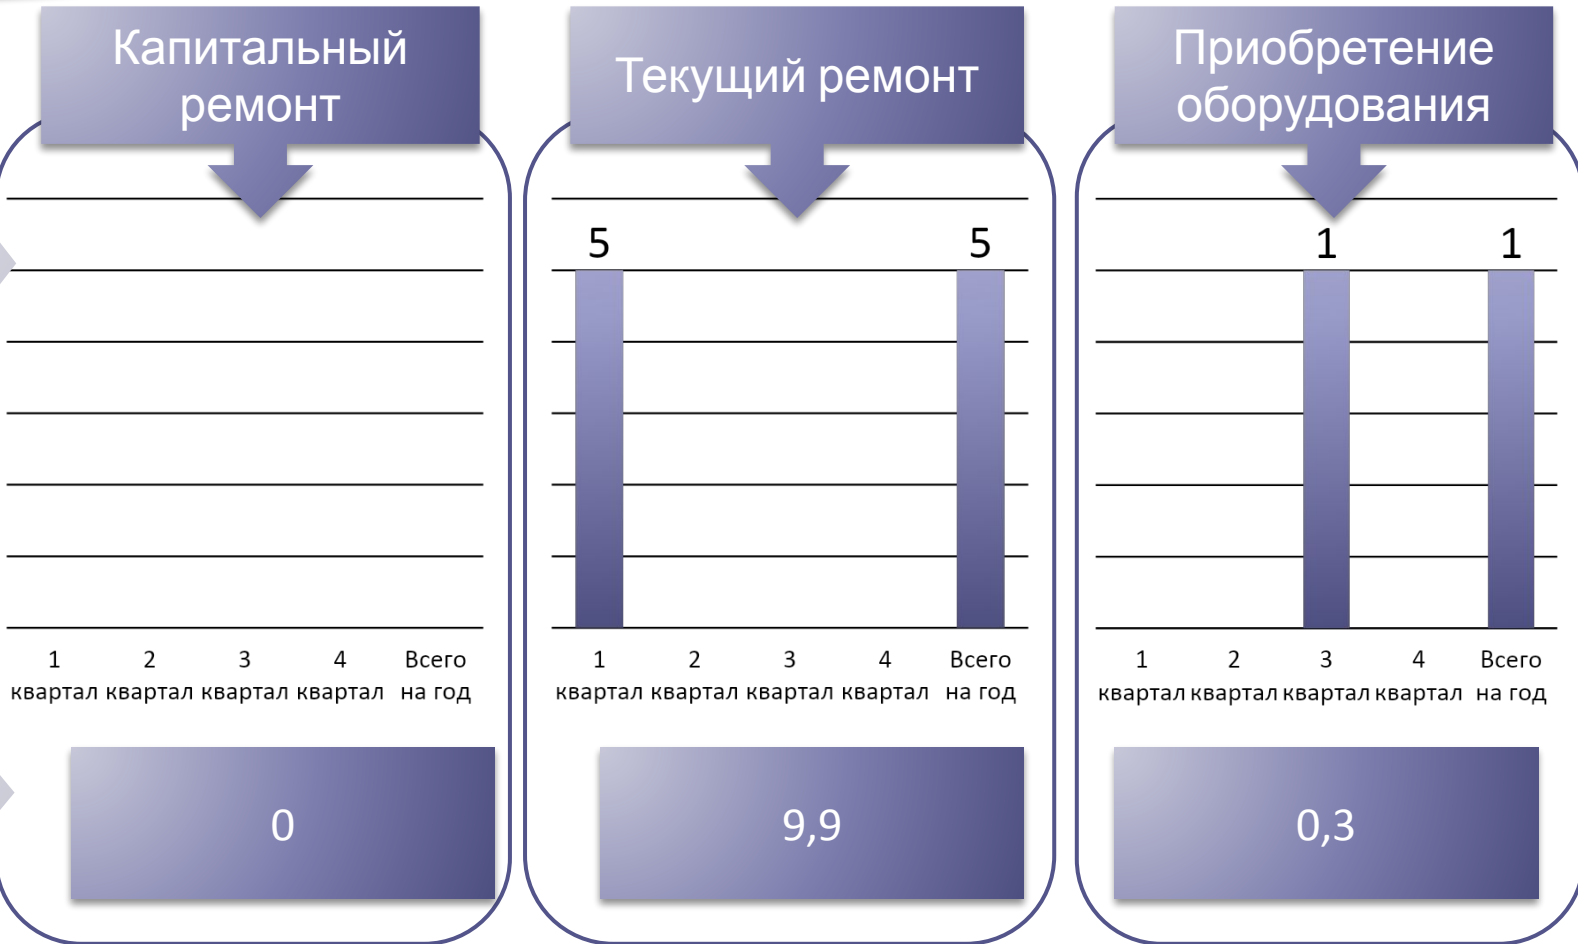 Капитальный
ремонт
Текущий ремонт
Приобретение
оборудования
5
5
1
1
1 2 3 4 Всего
квартал квартал квартал квартал на год
1 2 3 4 Всего
квартал квартал квартал квартал на год
1 2 3 4 Всего
квартал квартал квартал квартал на год
0
9,9
0,3